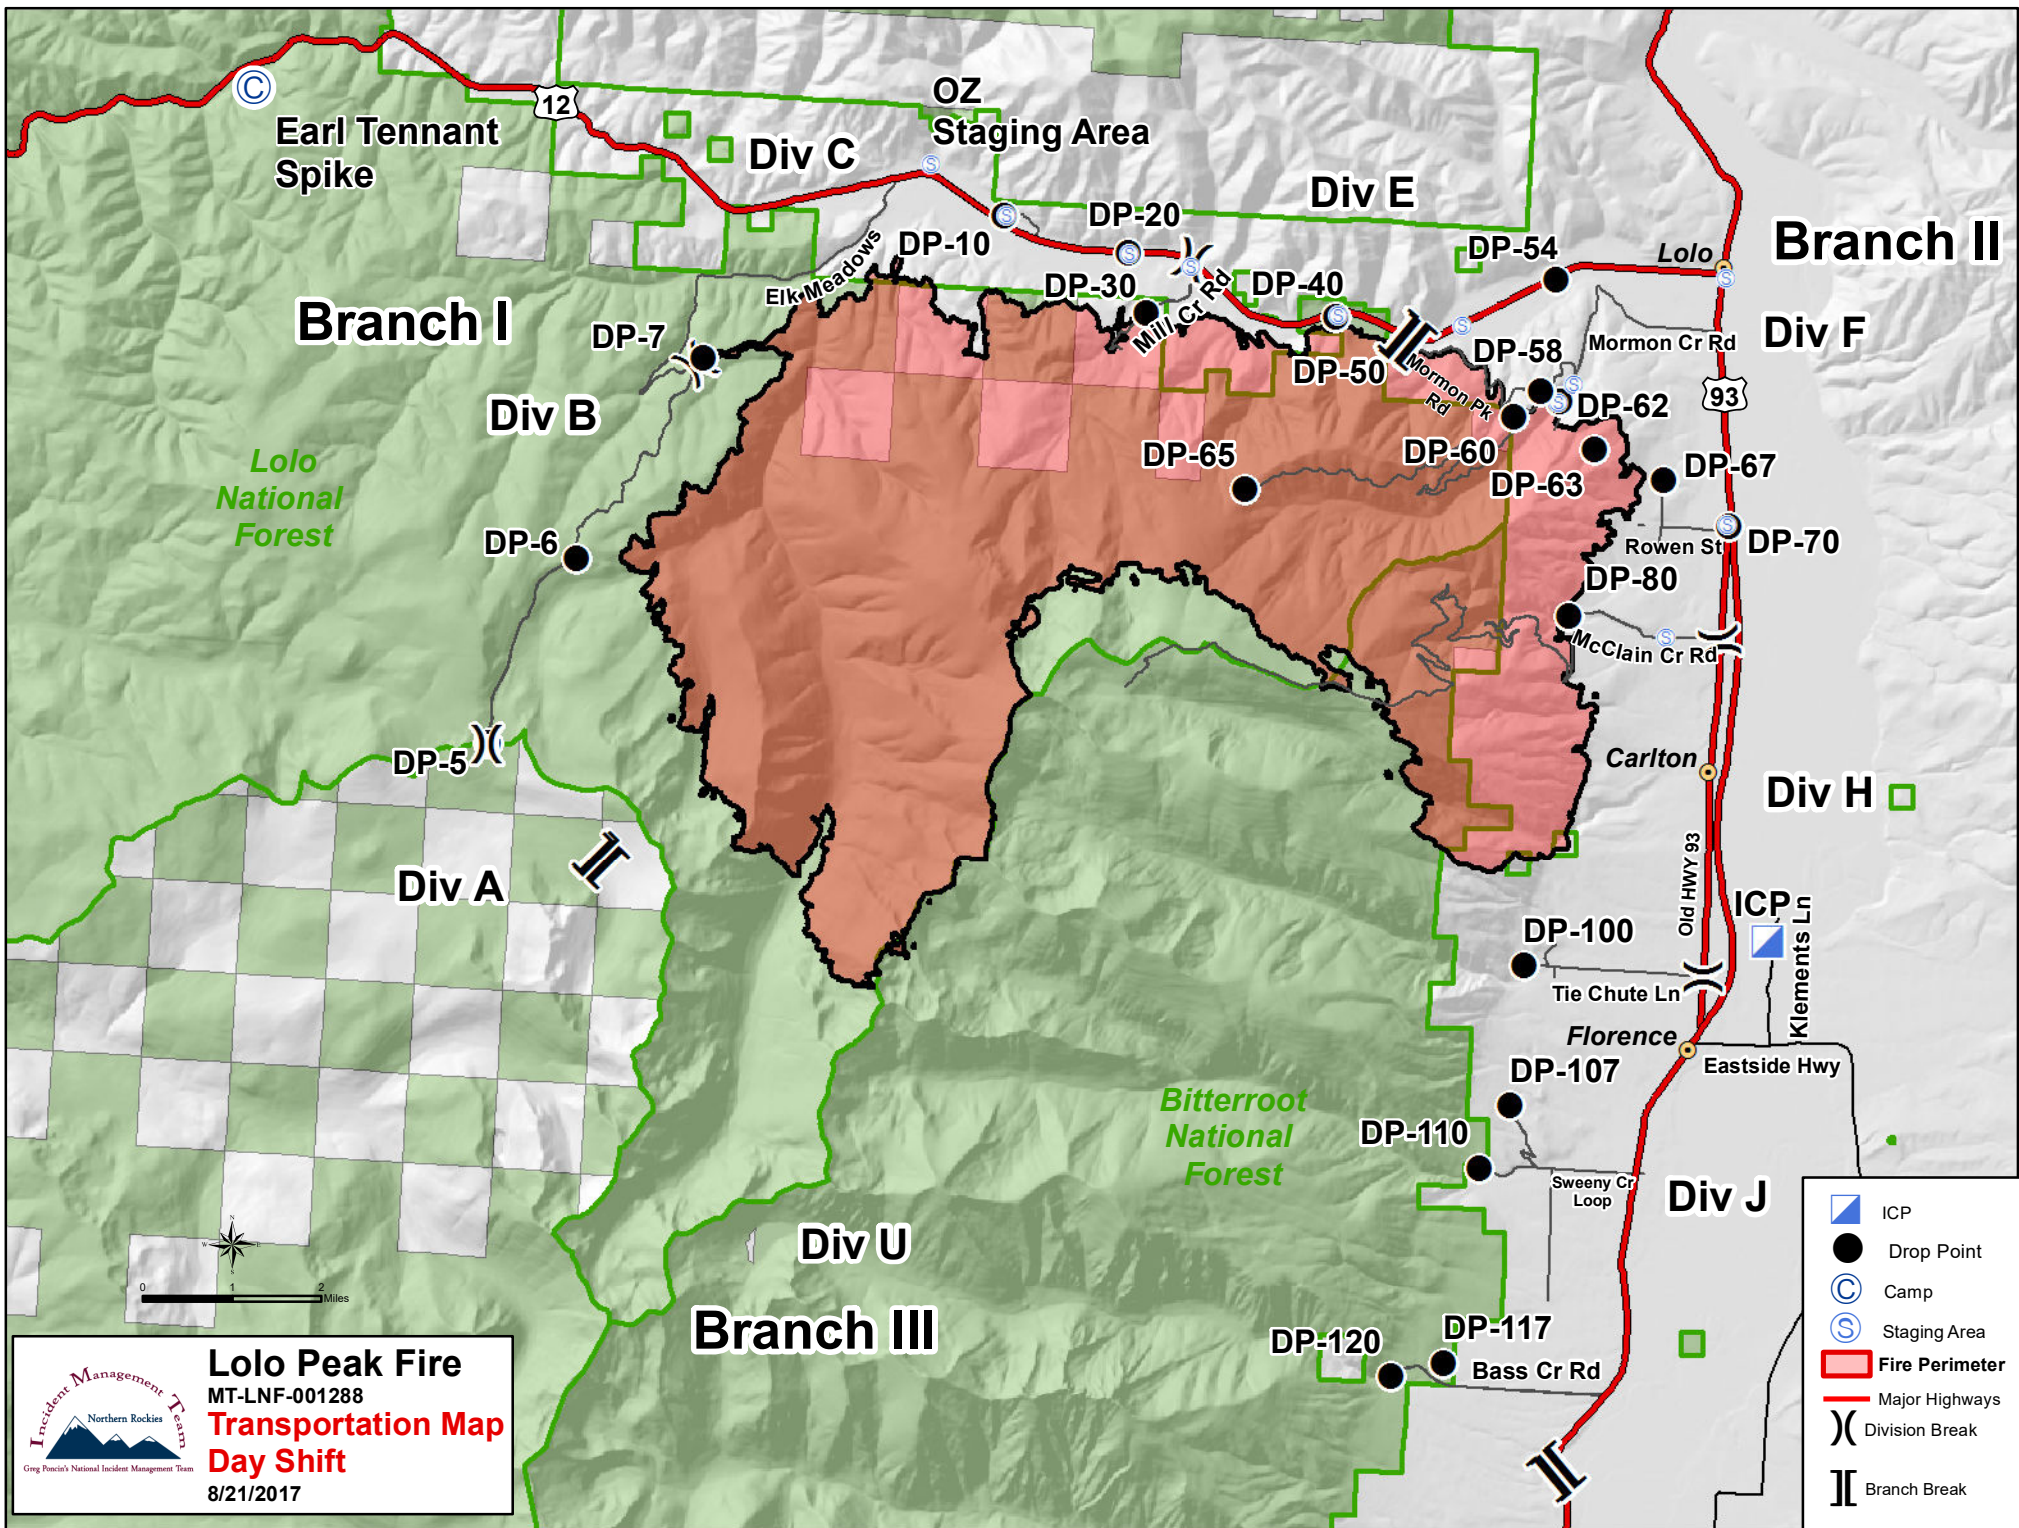 C
Earl Tennant
Spike
12
OZ
Staging Area
S
Div C
Div E
Branch II
Lolo
S
DP-54
DP-20
DP-10
S
S
S
DP-30
DP-40
S
S
Mill Cr Rd
Elk Meadows
Mormon Cr Rd
Div F
Branch I
DP-7
DP-58
DP-50
Mormon Pk
Rd
S
S
DP-62
93
Div B
DP-60
DP-65
DP-67
DP-63
Lolo
National
Forest
DP-6
S
Rowen St
DP-70
DP-80
S
McClain Cr Rd
DP-5
Carlton
Div H
Old HWY 93
Div A
ICP
Klements Ln
DP-100
Tie Chute Ln
Florence
Eastside Hwy
DP-107
Bitterroot
National
Forest
DP-110
Sweeny Cr
Loop
Div J
Div U
Branch III
DP-120
DP-117
Bass Cr Rd
N
W
E
S
0
1
2
Miles
Incident Management Team
Northern Rockies
Greg Poncin's National Incident Management Team
Lolo Peak Fire
MT-LNF-001288
Transportation Map
Day Shift
8/21/2017
ICP
Drop Point
C Camp
S Staging Area
Fire Perimeter
Major Highways
Division Break
Branch Break